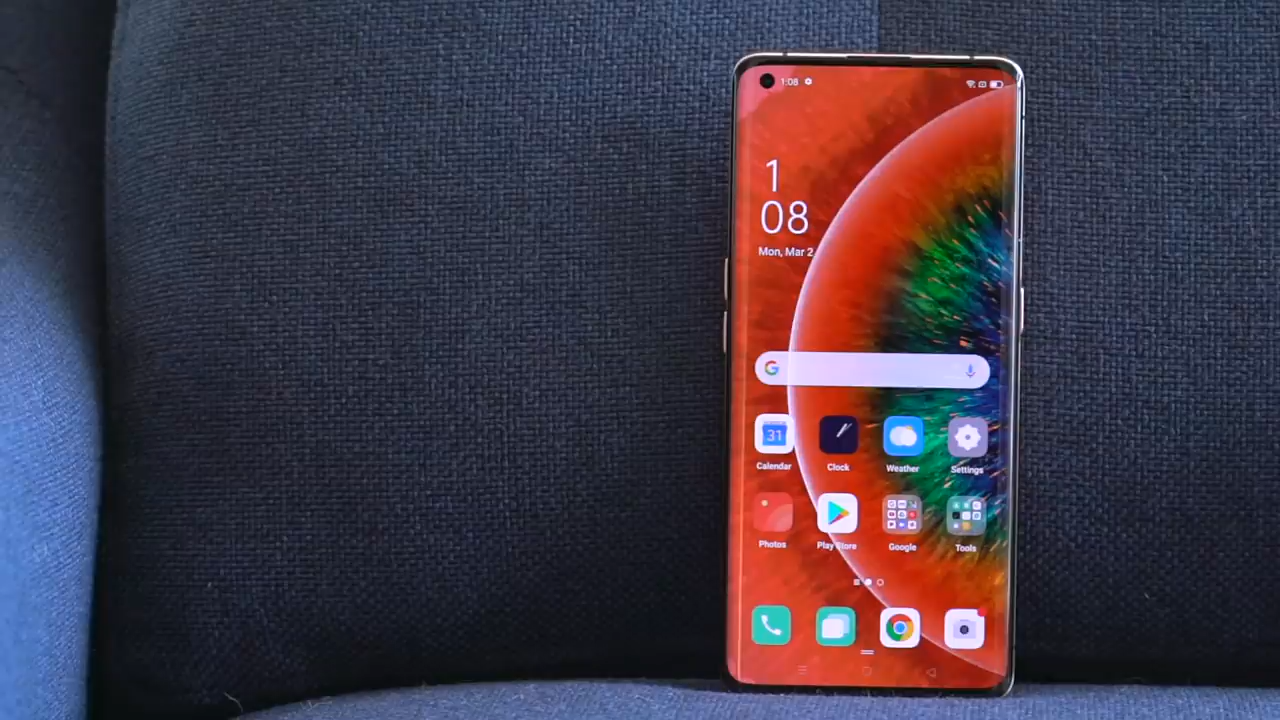 1:08
1
08
Mon, Mar 2
G
31
Calendar
Clock
Weather
Settings
Photos
Play Store
Google
Tools